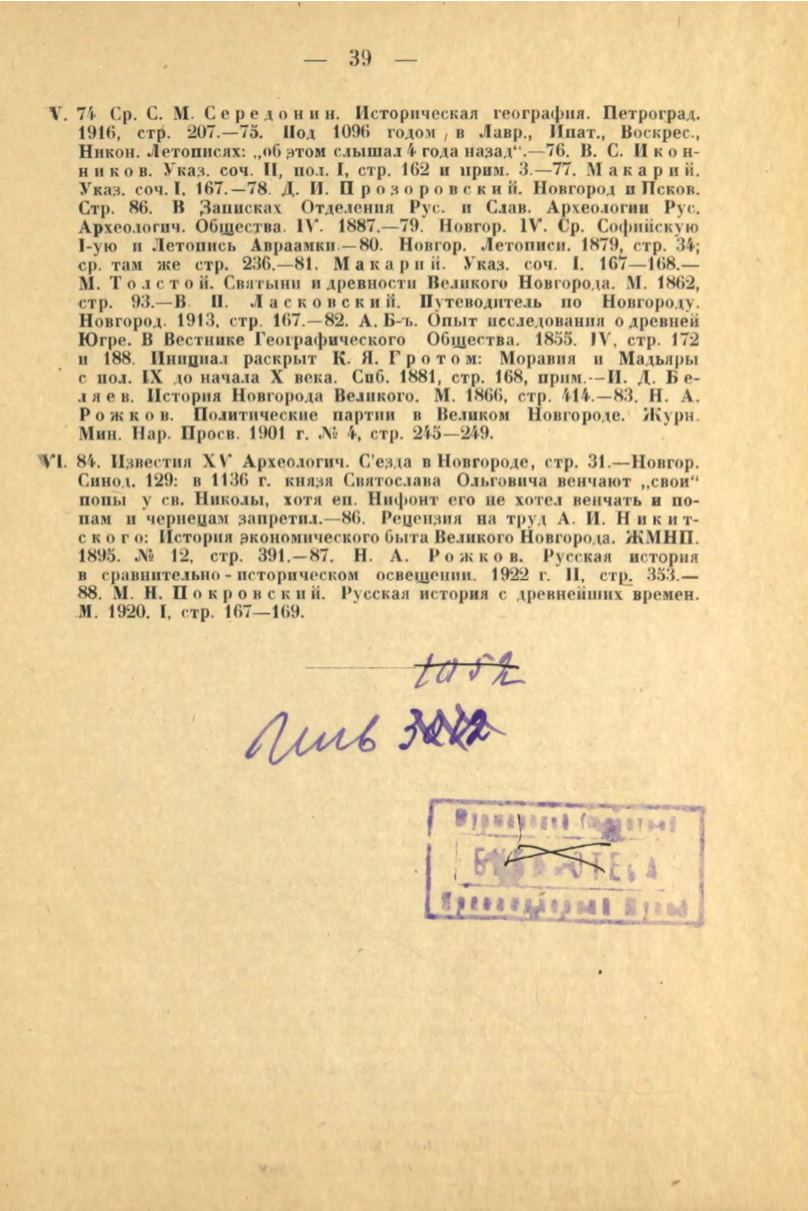 — 39 —
V. 74 Ср. С. М. Середонин. Историческая география. Петроград.
1916, стр. 207.—75. Под 1096 годом, в Лавр., Ипат., Воскрес.,
Никон. Летописях: „об этом слышал 4 года назад“.—76. В. С. Икон-
ников. Указ. соч. II, пол. I, стр. 162 и прим. 3.—77. Макарий.
Указ. соч. I, 167.—78. Д. И. Прозоровский. Новгород и Псков.
Стр. 86. В Записках Отделения Рус. и Слав. Археологии Рус.
Археологич. Общества. IV. 1887.—79. Новгор. IV. Ср. Софийскую
I-ую и Летопись Авраамки.—80. Новгор. Летописи. 1879, стр. 34;
ср. там же стр. 236.—81. Макарий. Указ. соч. I. 167—168.—
М. Толстой. Святыни и древности Великого Новгорода. М. 1862,
стр. 93.—В. П. Ласковский. Путеводитель по Новгороду.
Новгород. 1913, стр. 167.—82. А. Б-ъ. Опыт исследования о древней
Югре. В Вестнике Географического Общества. 1855. IV, стр. 172
и 188. Инициал раскрыт К. Я. Гротом: Моравия и Мадьяры
с пол. IX до начала X века. Спб. 1881, стр. 168, прим.—И. Д. Бе-
ляев. История Новгорода Великого. М. 1866, стр. 414.—83. Н. А.
Рожков. Политические партии в Великом Новгороде. Журн.
Мин. Нар. Просв. 1901 г. № 4, стр. 245—249.
VI. 84. Известия XV Археологич. С'езда в Новгороде, стр. 31.—Новгор.
Синод. 129: в 1136 г. князя Святослава Ольговича венчают „свои“
попы у св. Николы, хотя еп. Нифонт его не хотел венчать и по-
пам и чернецам запретил.—86. Рецензия на труд А. И. Никит-
ского: История экономического быта Великого Новгорода. ЖМНП.
1895. № 12, стр. 391.—87. Н. А. Рожков. Русская история
в сравнительно-историческом освещении. 1922 г. II, стр. 353.—
88. М. Н. Покровский. Русская история с древнейших времен.
М. 1920. I, стр. 167—169.
1052
БИБЛИОТЕКА